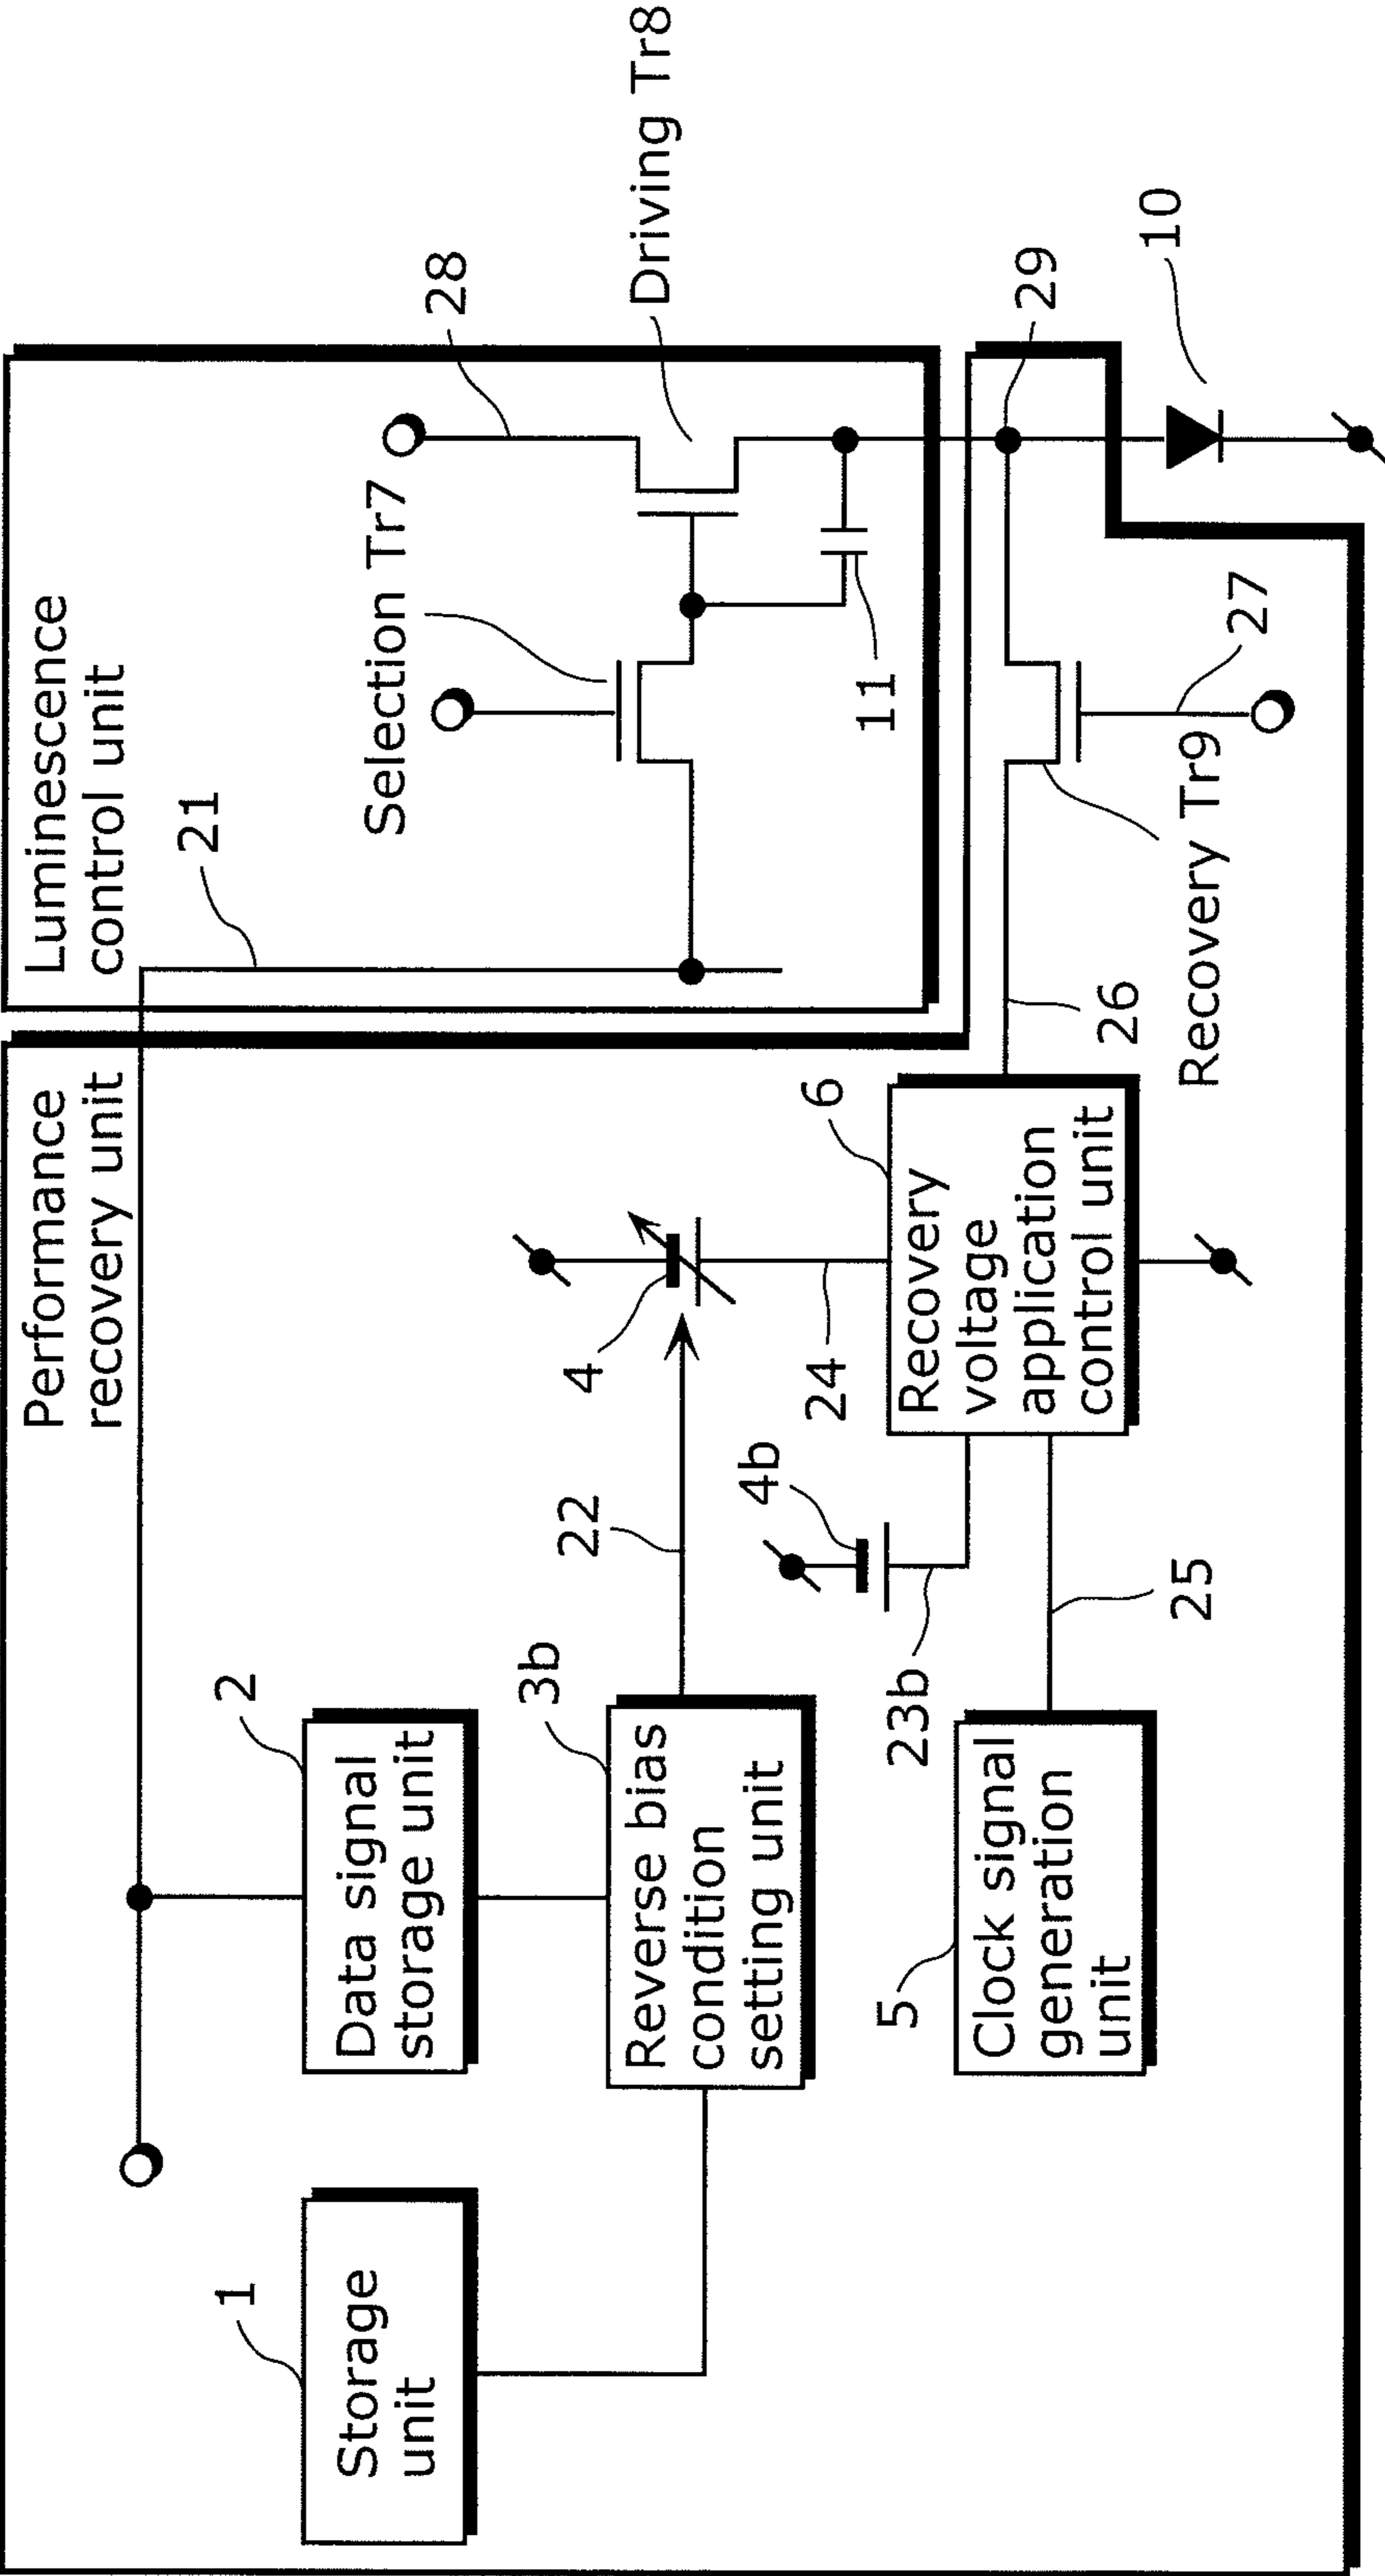 Performance
recovery unit
Luminescence
control unit
21
28
Selection Tr7
Driving Tr8
11
1
Storage
unit
2
Data signal
storage unit
3b
Reverse bias
condition
setting unit
22
4
4b
24
23b
6
Recovery
voltage
application
control unit
5
Clock signal
generation
unit
25
26
Recovery Tr9
27
29
10